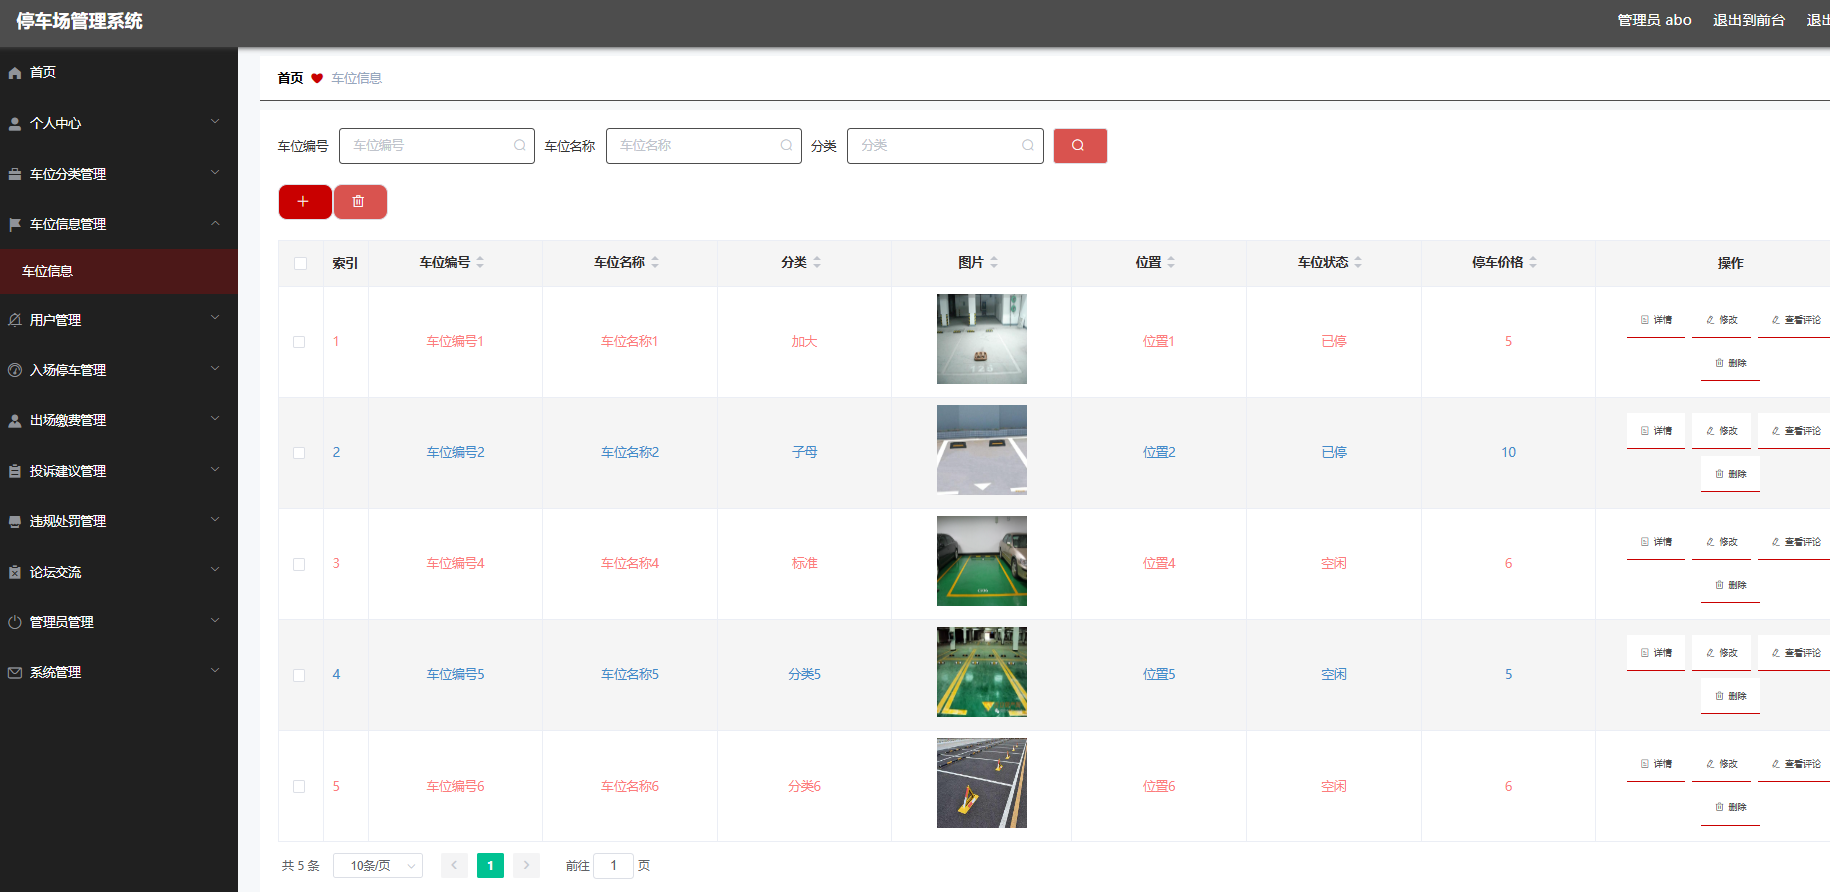 停车场管理系统
管理员 abo 退出到前台 退出
首页
个人中心
车位分类管理
车位信息管理
车位信息
用户管理
入场停车管理
出场缴费管理
投诉建议管理
违规处罚管理
论坛交流
管理员管理
系统管理
首页 车位信息
车位编号 车位编号 车位名称 车位名称 分类 分类
索引 车位编号 车位名称 分类 图片 位置 车位状态 停车价格 操作
1 车位编号1 车位名称1 加大 位置1 已停 5 详情 修改 查看评论
删除
2 车位编号2 车位名称2 子母 位置2 已停 10 详情 修改 查看评论
删除
3 车位编号4 车位名称4 标准 位置4 空闲 6 详情 修改 查看评论
删除
4 车位编号5 车位名称5 分类5 位置5 空闲 5 详情 修改 查看评论
删除
5 车位编号6 车位名称6 分类6 位置6 空闲 6 详情 修改 查看评论
删除
共 5 条 10条/页 1 前往 1 页